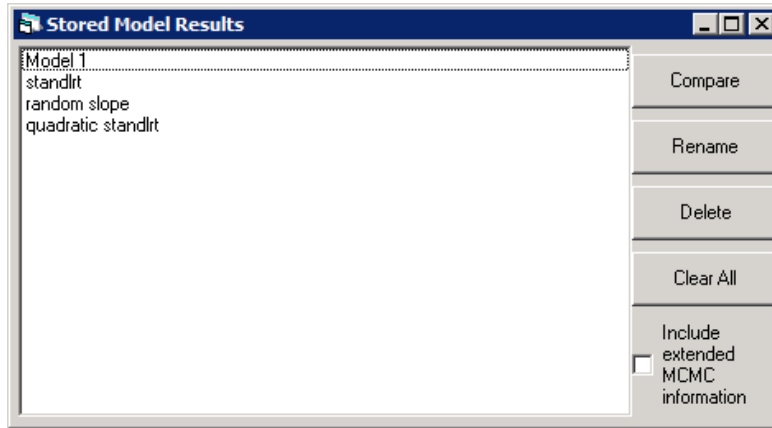 Stored Model Results
Model 1
standlrt
random slope
quadratic standlrt
Compare
Rename
Delete
Clear All
Include
extended
MCMC
information